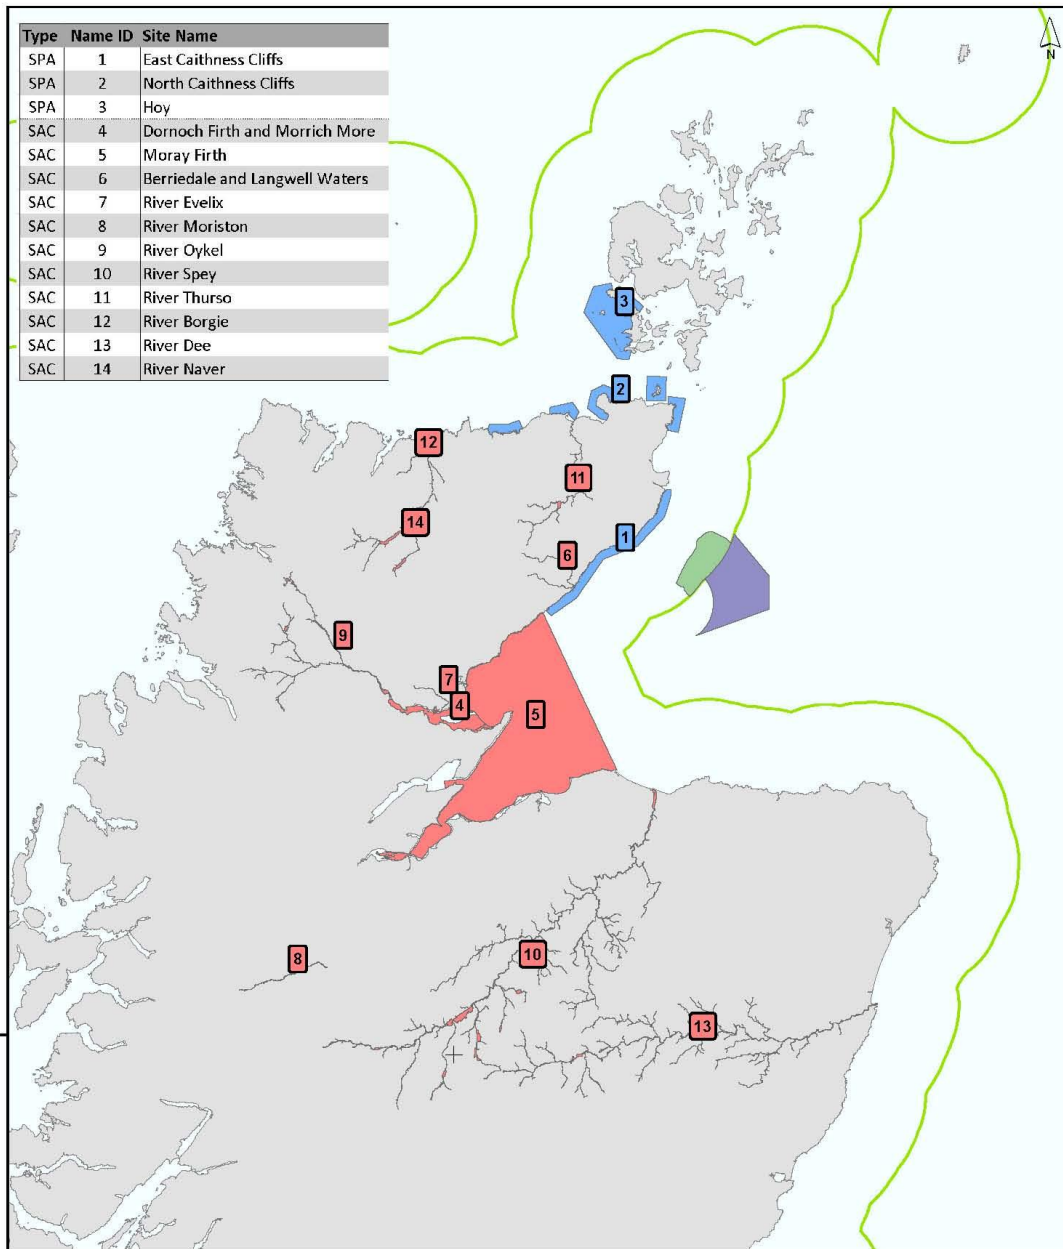 Type Name ID Site Name
SPA 1 East Caithness Cliffs
SPA 2 North Caithness Cliffs
SPA 3 Hoy
SAC 4 Dornoch Firth and Morrich More
SAC 5 Moray Firth
SAC 6 Berriedale and Langwell Waters
SAC 7 River Evelix
SAC 8 River Moriston
SAC 9 River Oykel
SAC 10 River Spey
SAC 11 River Thurso
SAC 12 River Borgie
SAC 13 River Dee
SAC 14 River Naver
N
3
2
12
11
14
1
6
9
7
4
5
10
8
13